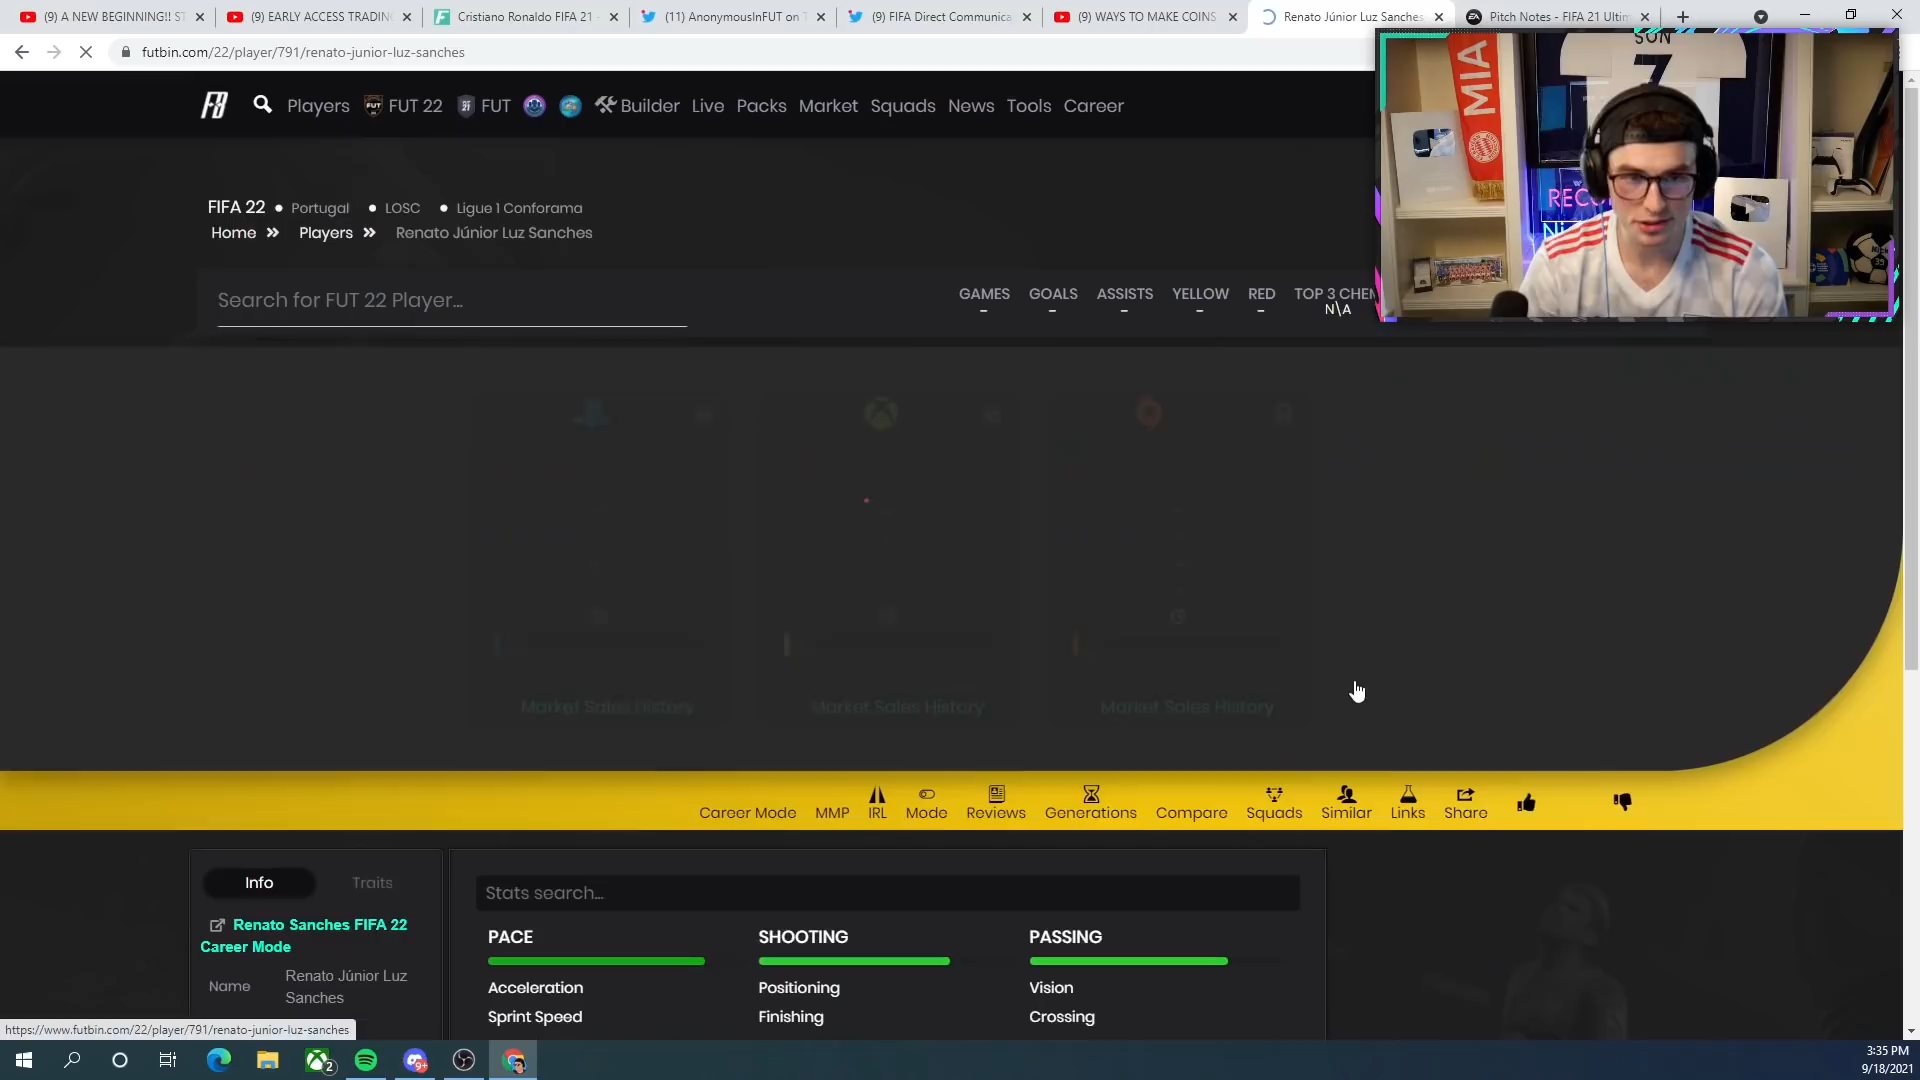 (9) A NEW BEGINNING!! ST
(9) EARLY ACCESS TRADIN
Cristiano Ronaldo FIFA 21 -
(11) AnonymousInFUT on T
(9) FIFA Direct Communica
(9) WAYS TO MAKE COINS
Renato Júnior Luz Sanches
Pitch Notes - FIFA 21 Ultim
futbin.com/22/player/791/renato-junior-luz-sanches
Players
FUT 22
FUT
Builder
Live
Packs
Market
Squads
News
Tools
Career
SON
7
MIA
FIFA 22 ● Portugal ● LOSC ● Ligue 1 Conforama
Home » Players » Renato Júnior Luz Sanches
Search for FUT 22 Player...
GAMES GOALS ASSISTS YELLOW RED TOP 3 CHEM
- - - - - N\A
Market Sales History
Market Sales History
Market Sales History
Career Mode MMP IRL Mode Reviews Generations Compare Squads Similar Links Share
Info Traits
Renato Sanches FIFA 22
Career Mode
Name
Renato Júnior Luz
Sanches
Stats search...
PACE SHOOTING PASSING
Acceleration Positioning Vision
Sprint Speed Finishing Crossing
https://www.futbin.com/22/player/791/renato-junior-luz-sanches
2
9+
3:35 PM
9/18/2021